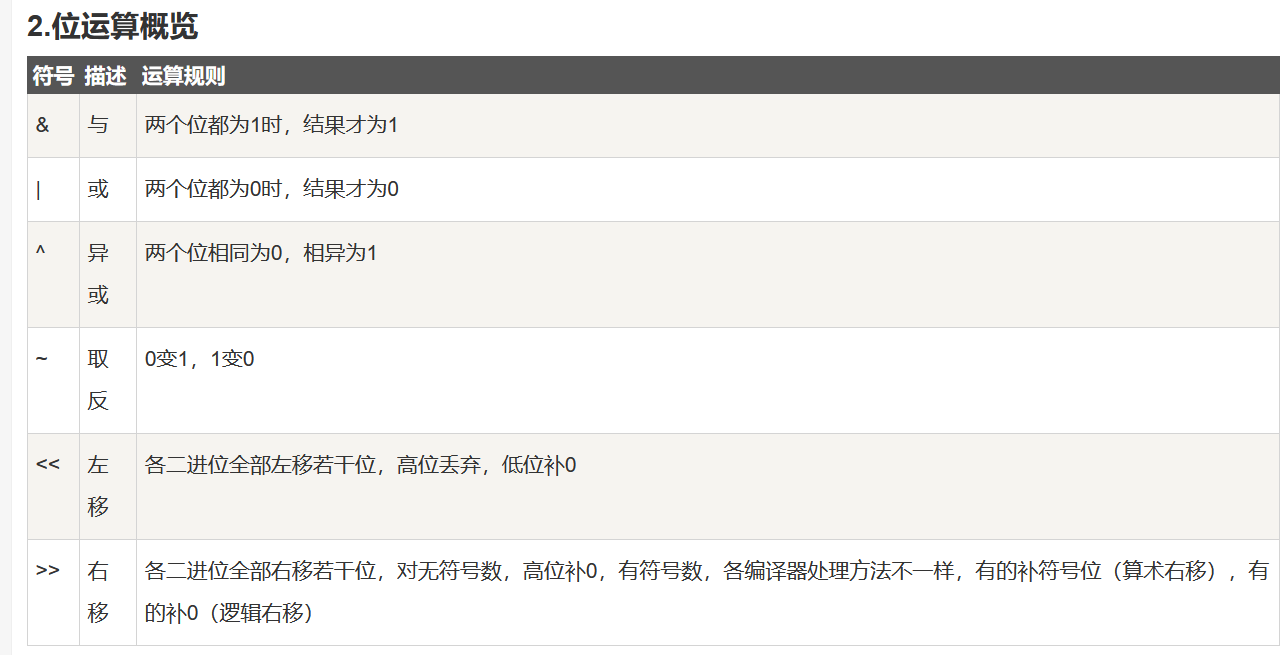 2.位运算概览
符号 描述 运算规则
& 与 两个位都为1时，结果才为1
| 或 两个位都为0时，结果才为0
^ 异 两个位相同为0，相异为1
或
~ 取 0变1，1变0
反
<< 左 各二进位全部左移若干位，高位丢弃，低位补0
移
>> 右 各二进位全部右移若干位，对无符号数，高位补0，有符号数，各编译器处理方法不一样，有的补符号位（算术右移），有
移 的补0（逻辑右移）